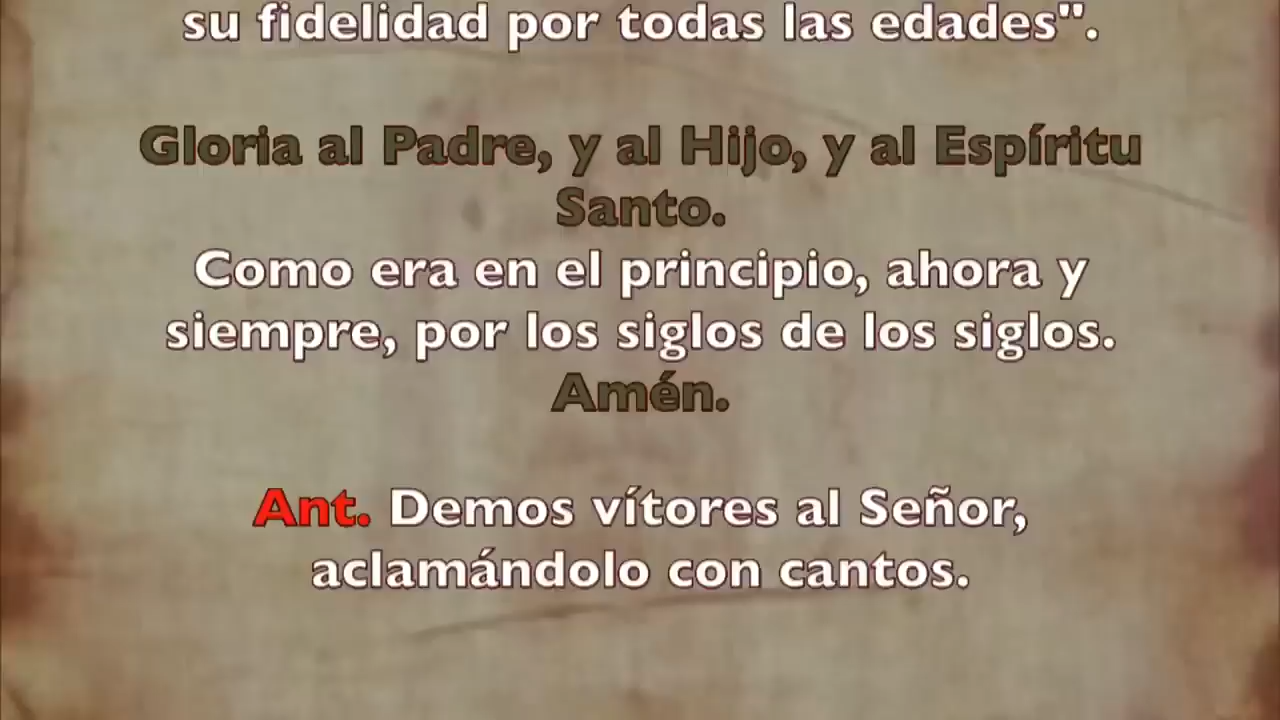 su fidelidad por todas las edades".
Gloria al Padre, y al Hijo, y al Espíritu
Santo.
Como era en el principio, ahora y
siempre, por los siglos de los siglos.
Amén.
Ant. Demos vítores al Señor,
aclamándolo con cantos.